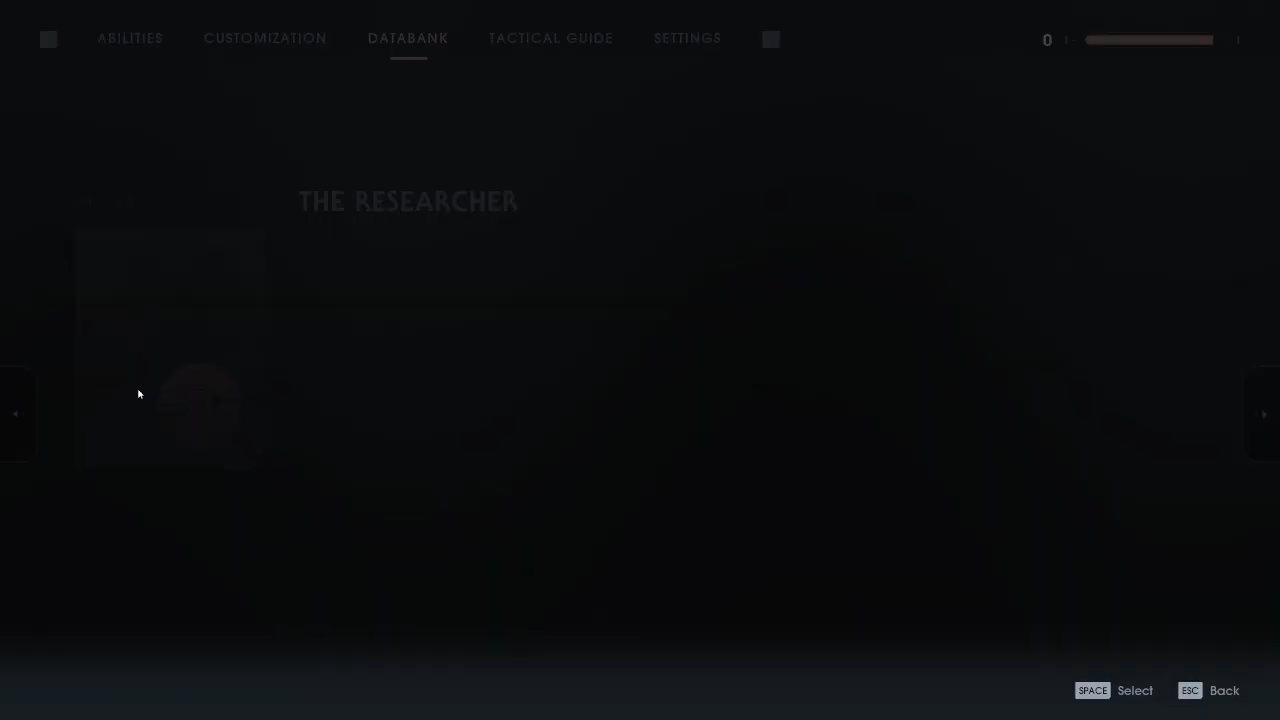 ABILITIES CUSTOMIZATION DATABANK TACTICAL GUIDE SETTINGS 0
THE RESEARCHER
SPACE Select ESC Back